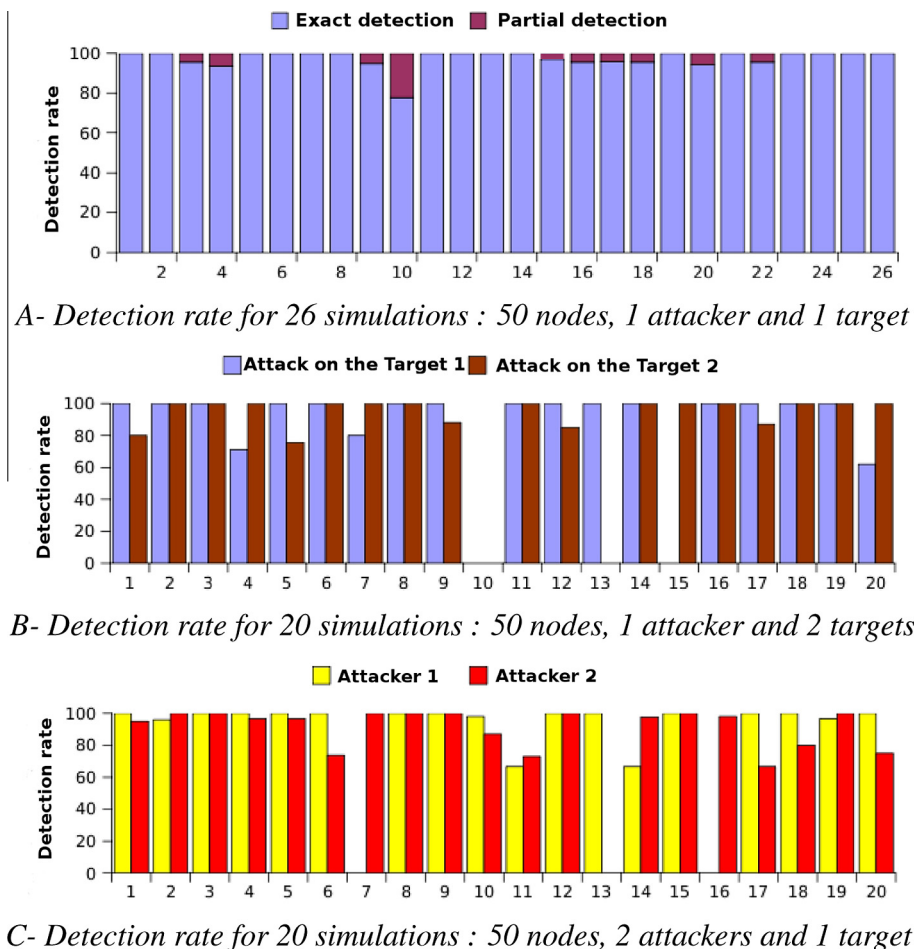 Exact detection Partial detection
Detection rate
100
80
60
40
20
0
2 4 6 8 10 12 14 16 18 20 22 24 26
A- Detection rate for 26 simulations : 50 nodes, 1 attacker and 1 target
Attack on the Target 1 Attack on the Target 2
Detection rate
100
80
60
40
20
0
1 2 3 4 5 6 7 8 9 10 11 12 13 14 15 16 17 18 19 20
B- Detection rate for 20 simulations : 50 nodes, 1 attacker and 2 targets
Attacker 1 Attacker 2
Detection rate
100
80
60
40
20
0
1 2 3 4 5 6 7 8 9 10 11 12 13 14 15 16 17 18 19 20
C- Detection rate for 20 simulations : 50 nodes, 2 attackers and 1 target